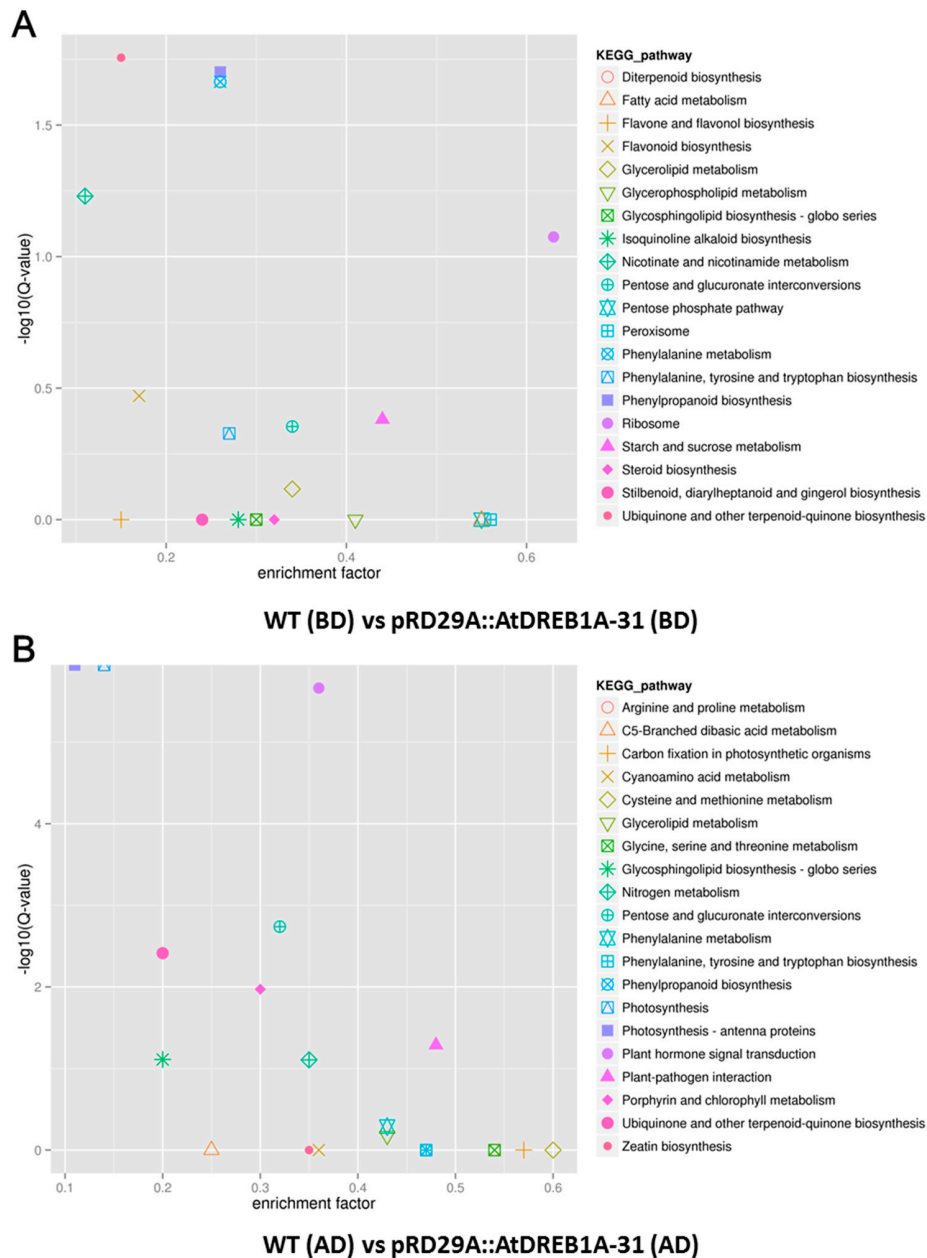 A
1.5
1.0
0.5
0.0
-log10(Q-value)
0.2
0.4
0.6
enrichment factor
KEGG_pathway
Diterpenoid biosynthesis
Fatty acid metabolism
Flavone and flavonol biosynthesis
Flavonoid biosynthesis
Glycerolipid metabolism
Glycerophospholipid metabolism
Glycosphingolipid biosynthesis - globo series
Isoquinoline alkaloid biosynthesis
Nicotinate and nicotinamide metabolism
Pentose and glucuronate interconversions
Pentose phosphate pathway
Peroxisome
Phenylalanine metabolism
Phenylalanine, tyrosine and tryptophan biosynthesis
Phenylpropanoid biosynthesis
Ribosome
Starch and sucrose metabolism
Steroid biosynthesis
Stilbenoid, diarylheptanoid and gingerol biosynthesis
Ubiquinone and other terpenoid-quinone biosynthesis
WT (BD) vs pRD29A::AtDREB1A-31 (BD)
B
4
2
0
-log10(Q-value)
0.1
0.2
0.3
0.4
0.5
0.6
enrichment factor
KEGG_pathway
Arginine and proline metabolism
C5-Branched dibasic acid metabolism
Carbon fixation in photosynthetic organisms
Cyanoamino acid metabolism
Cysteine and methionine metabolism
Glycerolipid metabolism
Glycine, serine and threonine metabolism
Glycosphingolipid biosynthesis - globo series
Nitrogen metabolism
Pentose and glucuronate interconversions
Phenylalanine metabolism
Phenylalanine, tyrosine and tryptophan biosynthesis
Phenylpropanoid biosynthesis
Photosynthesis
Photosynthesis - antenna proteins
Plant hormone signal transduction
Plant-pathogen interaction
Porphyrin and chlorophyll metabolism
Ubiquinone and other terpenoid-quinone biosynthesis
Zeatin biosynthesis
WT (AD) vs pRD29A::AtDREB1A-31 (AD)